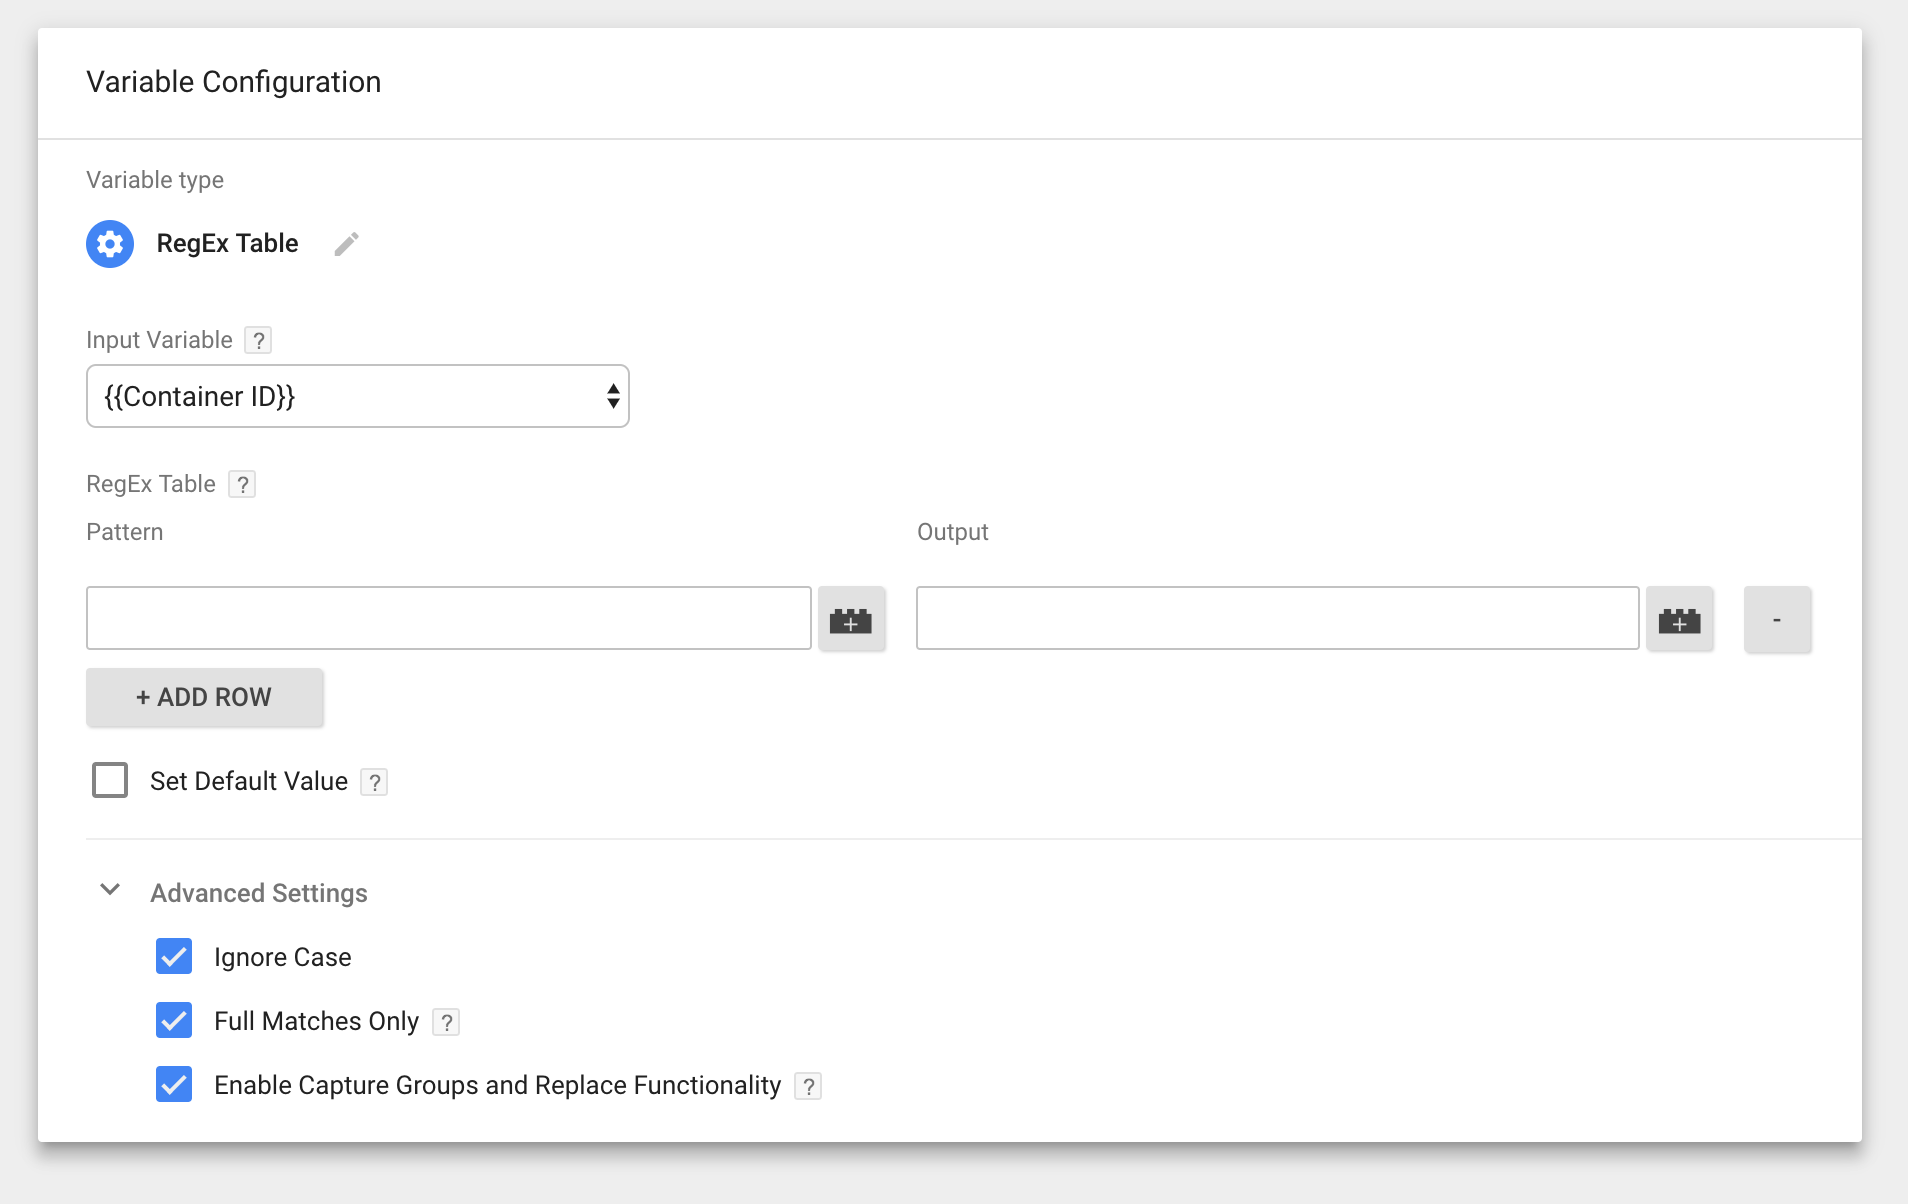 Variable Configuration
Variable type
RegEx Table
Input Variable ?
{{Container ID}}
RegEx Table ?
Pattern Output
-
+ ADD ROW
Set Default Value ?
Advanced Settings
Ignore Case
Full Matches Only ?
Enable Capture Groups and Replace Functionality ?